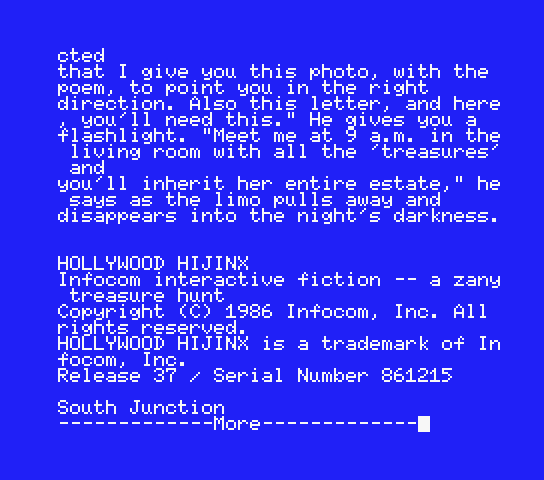 cted
that I give you this photo, with the
poem, to point you in the right
direction. Also this letter, and here
, you'll need this." He gives you a
flashlight. "Meet me at 9 a.m. in the
living room with all the 'treasures'
and
you'll inherit her entire estate," he
says as the limo pulls away and
disappears into the night's darkness.
HOLLYWOOD HIJINX
Infocom interactive fiction -- a zany
treasure hunt
Copyright (C) 1986 Infocom, Inc. All
rights reserved.
HOLLYWOOD HIJINX is a trademark of In
focom, Inc.
Release 37 / Serial Number 861215
South Junction
-------------More-------------